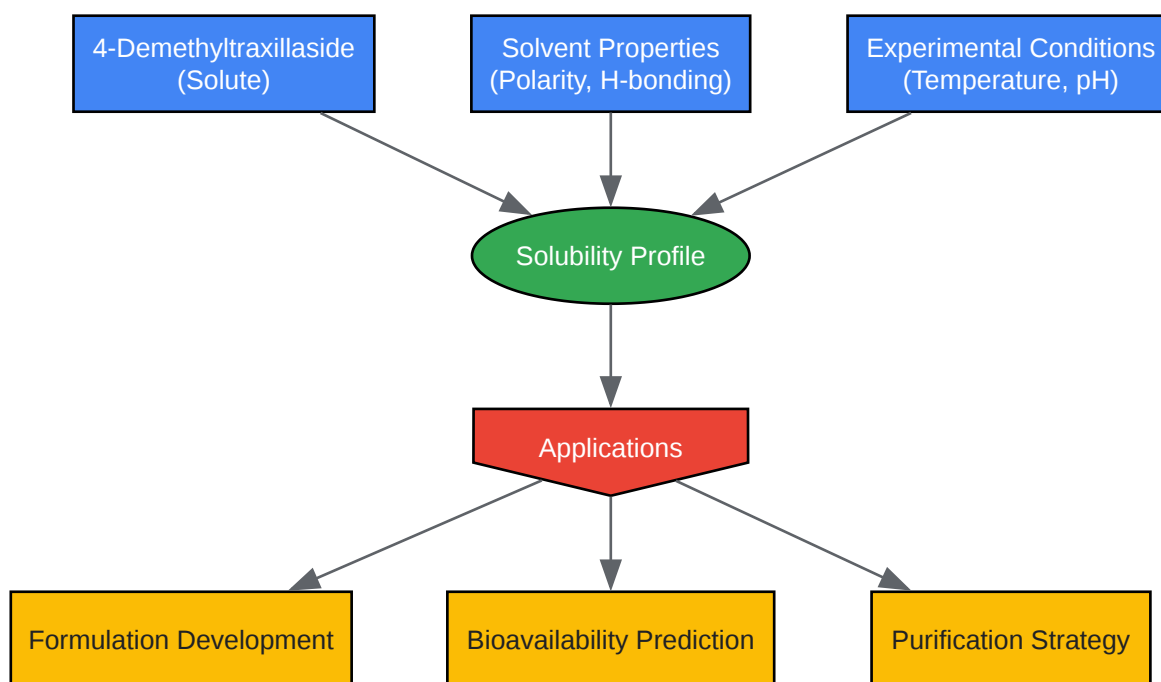 4-Demethyltraxillaside
(Solute)
Solvent Properties
(Polarity, H-bonding)
Experimental Conditions
(Temperature, pH)
Solubility Profile
Applications
Formulation Development
Bioavailability Prediction
Purification Strategy